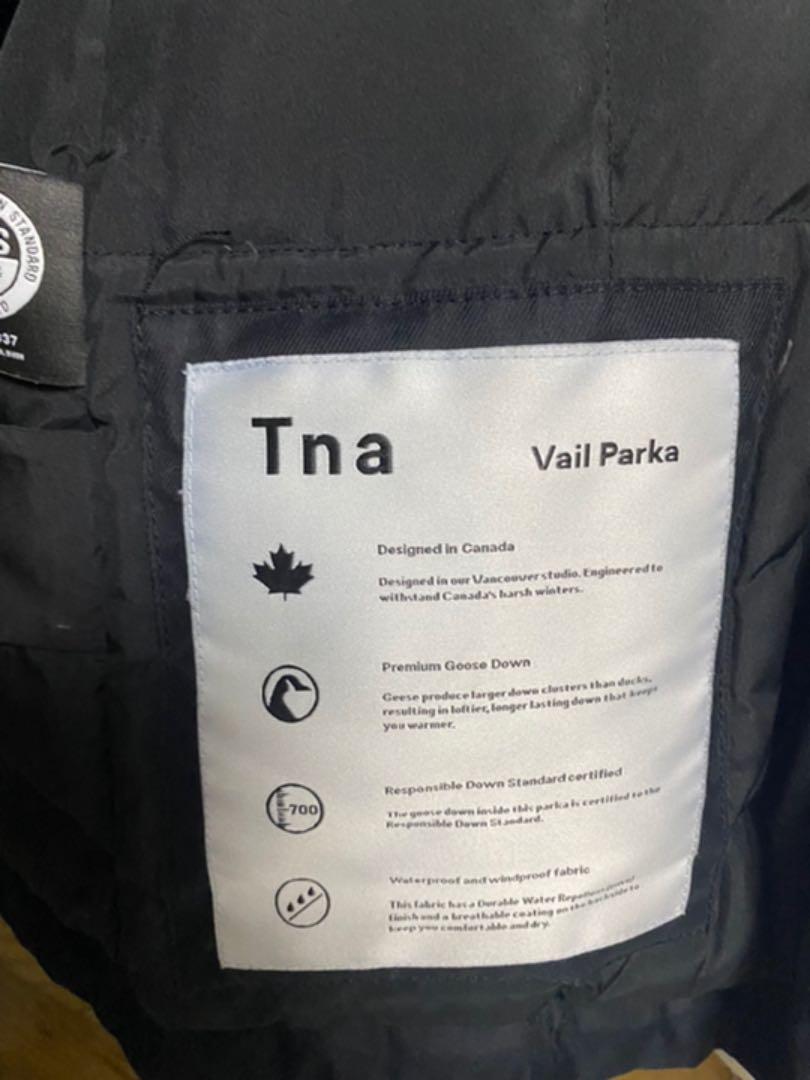 STANDARD
S
37
Tna
Vail Parka
Designed in Canada
Designed in our Vancouver studio. Engineered to
withstand Canada's harsh winters.
Premium Goose Down
Geese produce larger down clusters than ducks,
resulting in loftier, longer lasting down that keeps
you warmer.
700
Responsible Down Standard certified
The goose down inside this parka is certified to the
Responsible Down Standard.
Waterproof and windproof fabric
This fabric has a Durable Water Repellent
finish and a breathable coating on the backside to
keep you comfortable and dry.